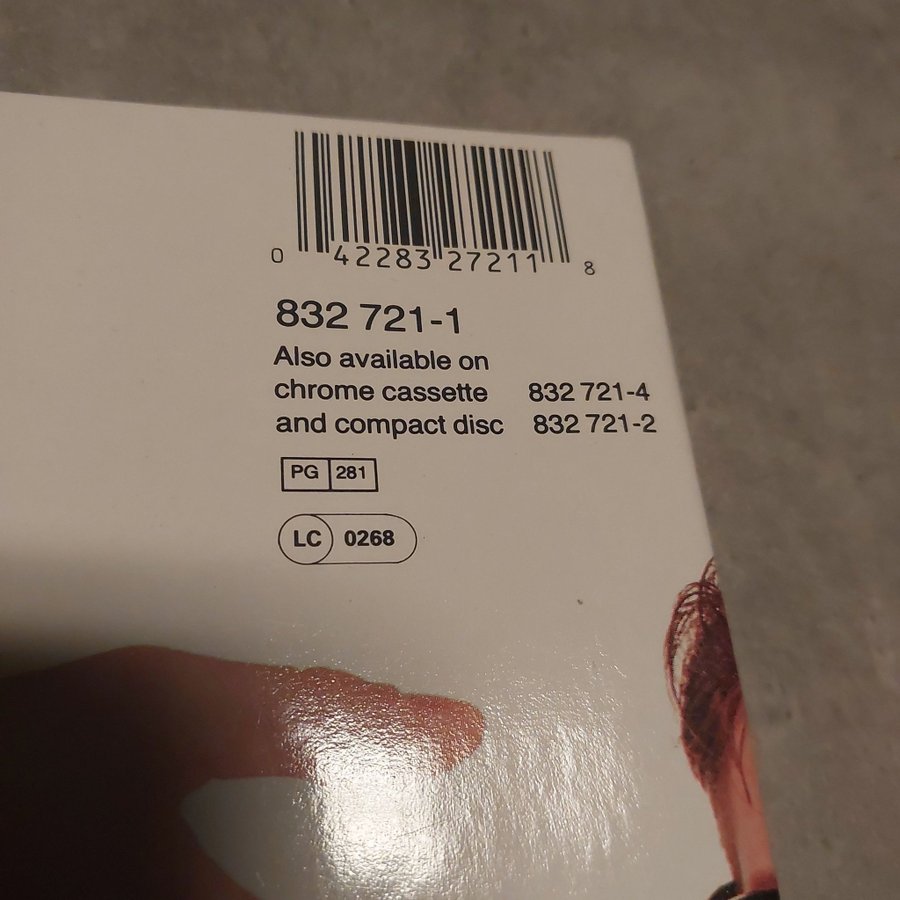 0 42283 27211 8
832 721-1
Also available on
chrome cassette 832 721-4
and compact disc 832 721-2
PG 281
LC 0268